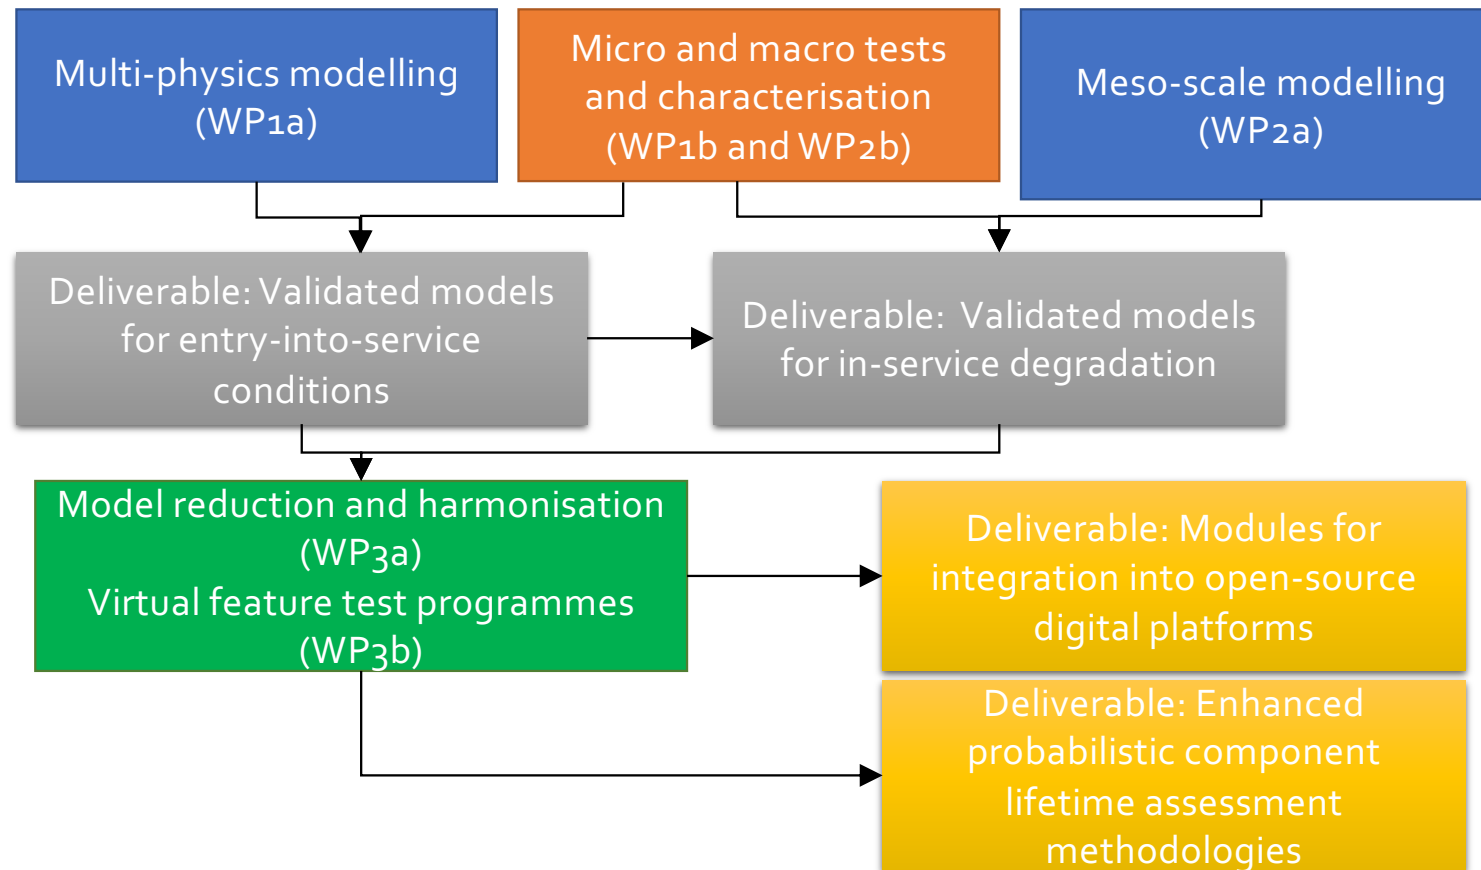 Multi-physics modelling
(WP1a)
Micro and macro tests
and characterisation
(WP1b and WP2b)
Meso-scale modelling
(WP2a)
Deliverable: Validated models
for entry-into-service
conditions
Deliverable:  Validated models
for in-service degradation
Model reduction and harmonisation
(WP3a)
Virtual feature test programmes
(WP3b)
Deliverable: Modules for
integration into open-source
digital platforms
Deliverable: Enhanced
probabilistic component
lifetime assessment
methodologies